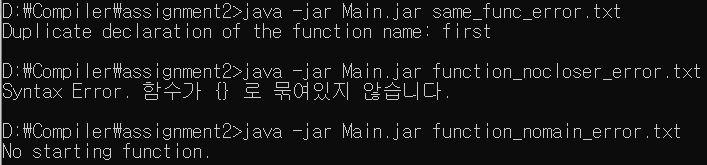 D:₩Compiler₩assignment2>java -jar Main.jar same_func_error.txt
Duplicate declaration of the function name: first
D:₩Compiler₩assignment2>java -jar Main.jar function_nocloser_error.txt
Syntax Error. 함수가 {} 로 묶여있지 않습니다.
D:₩Compiler₩assignment2>java -jar Main.jar function_nomain_error.txt
No starting function.